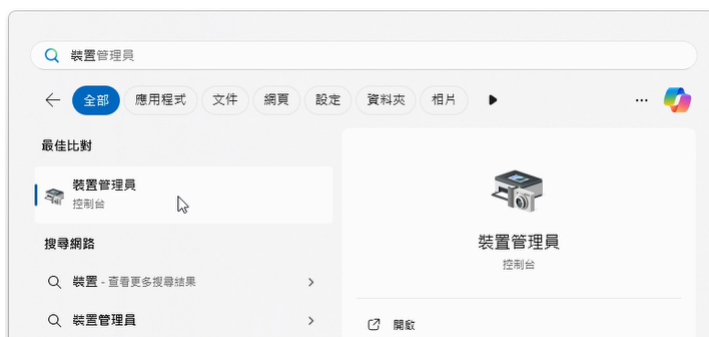 裝置管理員
全部 應用程式 文件 網頁 設定 資料夾 相片
最佳比對
裝置管理員
控制台
搜尋網路
裝置 - 查看更多搜尋結果
裝置管理員
裝置管理員
控制台
開啟